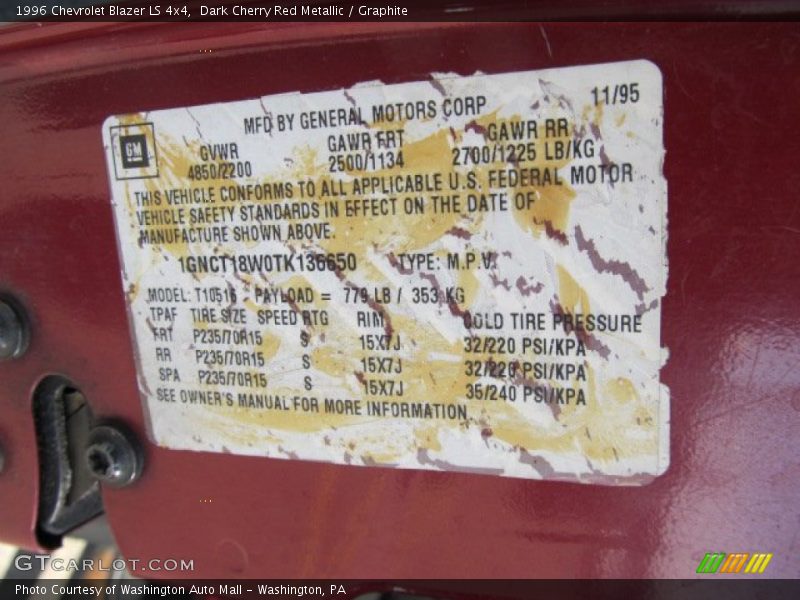 1996 Chevrolet Blazer LS 4x4, Dark Cherry Red Metallic / Graphite
MFD BY GENERAL MOTORS CORP 11/95
GM
GVWR GAWR FRT GAWR RR
4850/2200 2500/1134 2700/1225 LB/KG
THIS VEHICLE CONFORMS TO ALL APPLICABLE U.S. FEDERAL MOTOR
VEHICLE SAFETY STANDARDS IN EFFECT ON THE DATE OF
MANUFACTURE SHOWN ABOVE.
1GNCT18W0TK136650 TYPE: M.P.V.
MODEL: T10516 PAYLOAD = 779 LB / 353 KG
TPAF TIRE SIZE SPEED RTG RIM COLD TIRE PRESSURE
FRT P235/70R15 S 15X7J 32/220 PSI/KPA
RR P235/70R15 S 15X7J 32/220 PSI/KPA
SPA P235/70R15 S 15X7J 35/240 PSI/KPA
SEE OWNER'S MANUAL FOR MORE INFORMATION
GTCARLOT.COM
Photo Courtesy of Washington Auto Mall - Washington, PA